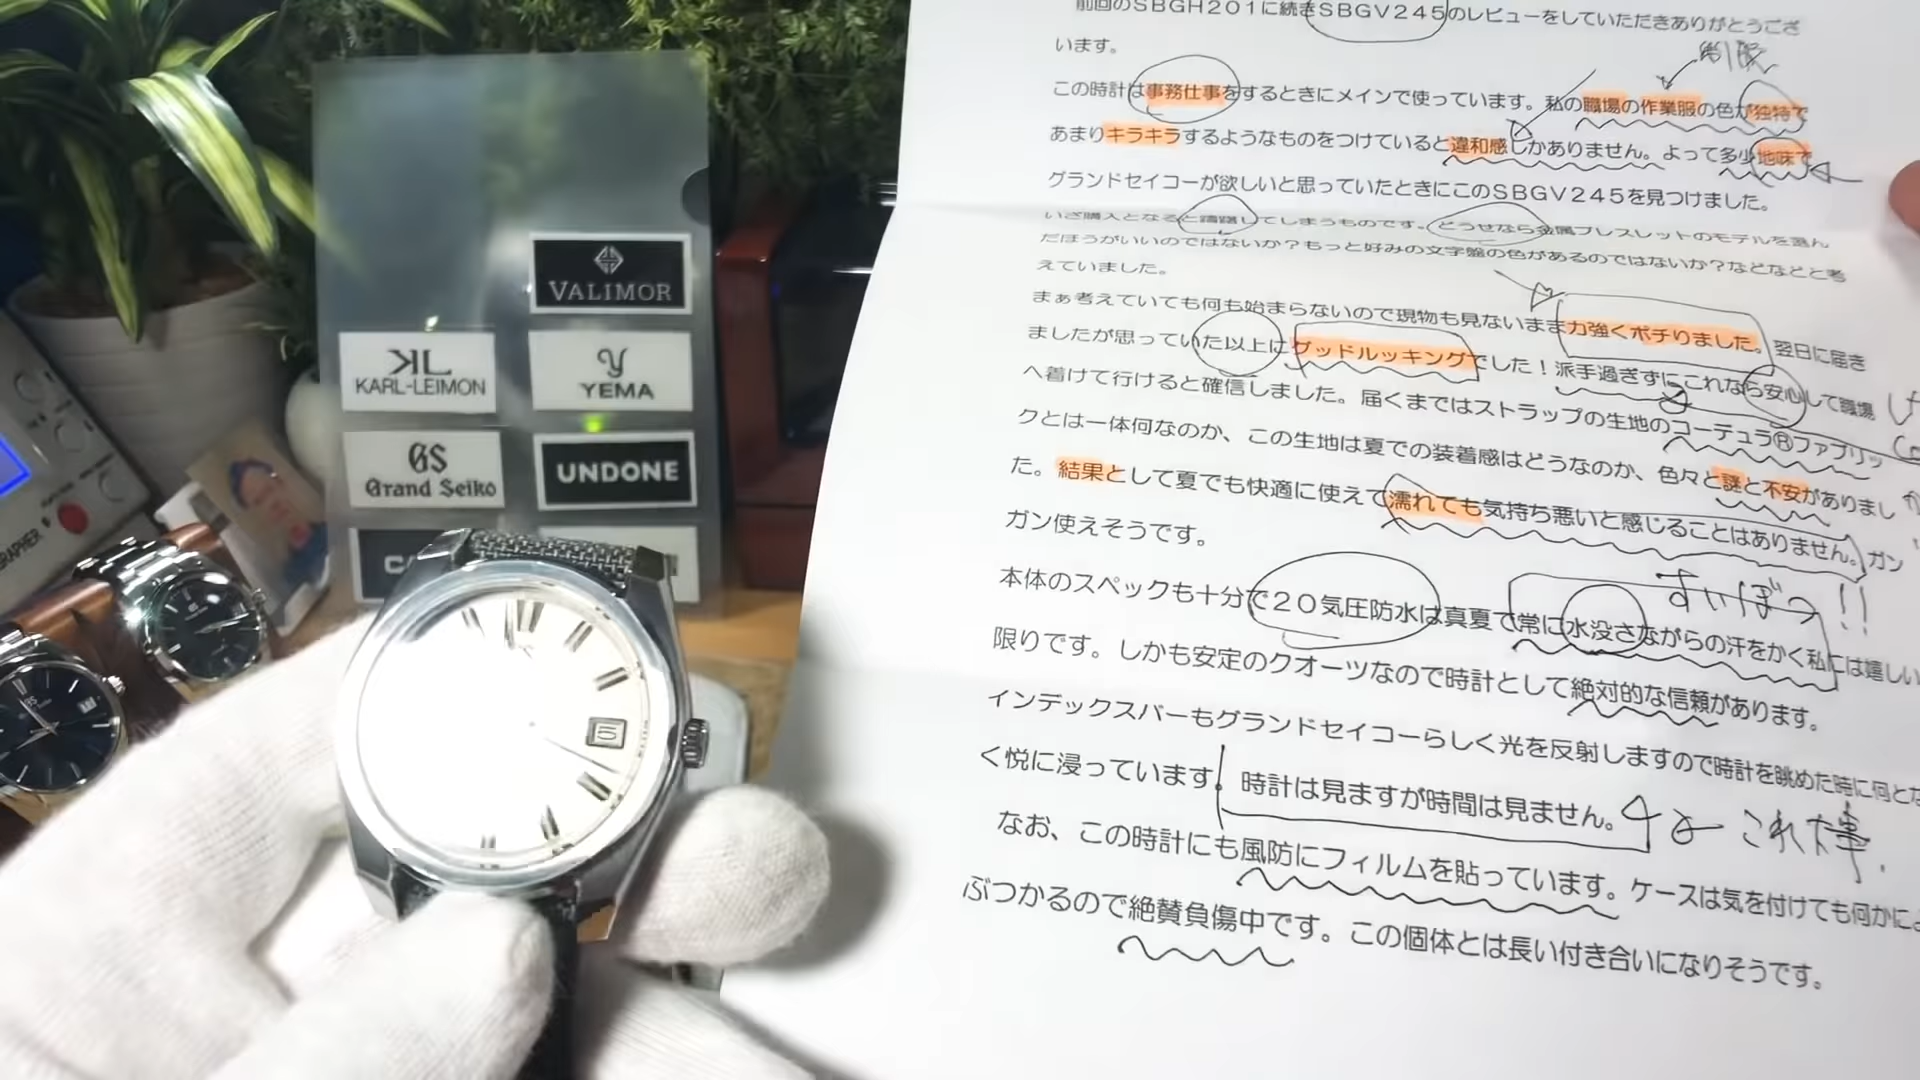 VALIMOR
KL
KARL-LEIMON
Y
YEMA
GS
Grand Seiko
UNDONE
前回のSBGH201に続きSBGV245のレビューをしていただきありがとうござ
います。
この時計は事務仕事をするときにメインで使っています。私の職場の作業服の色が独特で
あまりキラキラするようなものをつけていると違和感しかありません。よって多少地味で
グランドセイコーが欲しいと思っていたときにこのSBGV245を見つけました。
いざ購入となると躊躇してしまうものです。どうせなら金属ブレスレットのモデルを選ん
だほうがいいのではないか？もっと好みの文字盤の色があるのではないか？などなどと考
えていました。
まぁ考えていても何も始まらないので現物も見ないまま力強くポチりました。翌日に届き
ましたが思っていた以上にグッドルッキングでした！派手過ぎずにこれなら安心して職場
へ着けて行けると確信しました。届くまではストラップの生地のコーデュラ®ファブリッ
クとは一体何なのか、この生地は夏での装着感はどうなのか、色々と謎と不安がありまし
た。結果として夏でも快適に使えて濡れても気持ち悪いと感じることはありません。ガン
ガン使えそうです。
すいぼつ!!
本体のスペックも十分で20気圧防水は真夏で常に水没さながらの汗をかく私には嬉しい
限りです。しかも安定のクオーツなので時計として絶対的な信頼があります。
インデックスバーもグランドセイコーらしく光を反射しますので時計を眺めた時に何とな
く悦に浸っています。時計は見ますが時間は見ません。
これ大事
なお、この時計にも風防にフィルムを貼っています。ケースは気を付けても何かによ
ぶつかるので絶賛負傷中です。この個体とは長い付き合いになりそうです。